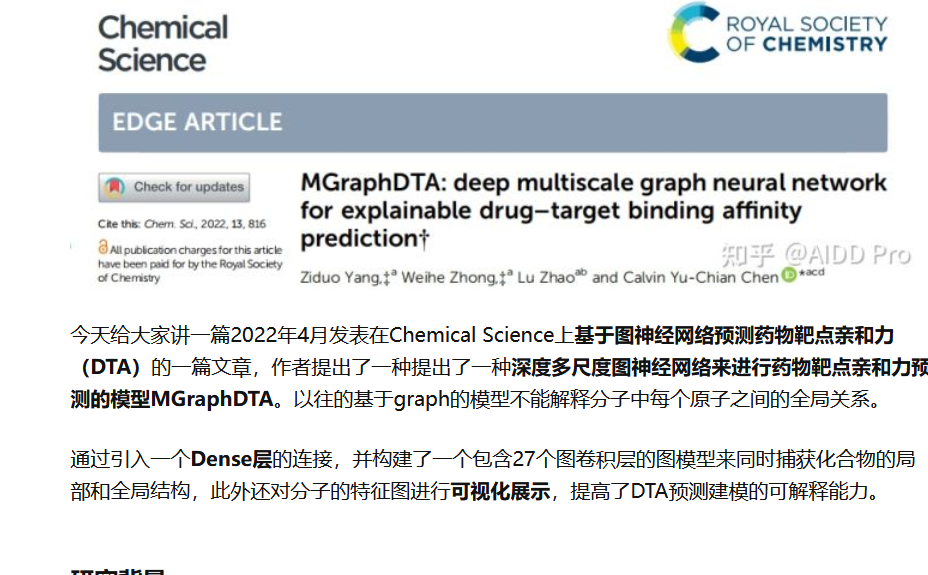 Chemical
Science
ROYAL SOCIETY
OF CHEMISTRY
EDGE ARTICLE
Check for updates
Cite this: Chem. Sci., 2022, 13, 816
All publication charges for this article
have been paid for by the Royal Society
of Chemistry
MGraphDTA: deep multiscale graph neural network
for explainable drug–target binding affinity
prediction†
Ziduo Yang,‡ᵃ Weihe Zhong,‡ᵃ Lu Zhaoᵃᵇ and Calvin Yu-Chian Chen iD *ᵃᶜᵈ
知乎 @AIDD Pro
今天给大家讲一篇2022年4月发表在Chemical Science上基于图神经网络预测药物靶点亲和力
（DTA）的一篇文章，作者提出了一种提出了一种深度多尺度图神经网络来进行药物靶点亲和力预
测的模型MGraphDTA。以往的基于graph的模型不能解释分子中每个原子之间的全局关系。
通过引入一个Dense层的连接，并构建了一个包含27个图卷积层的图模型来同时捕获化合物的局
部和全局结构，此外还对分子的特征图进行可视化展示，提高了DTA预测建模的可解释能力。